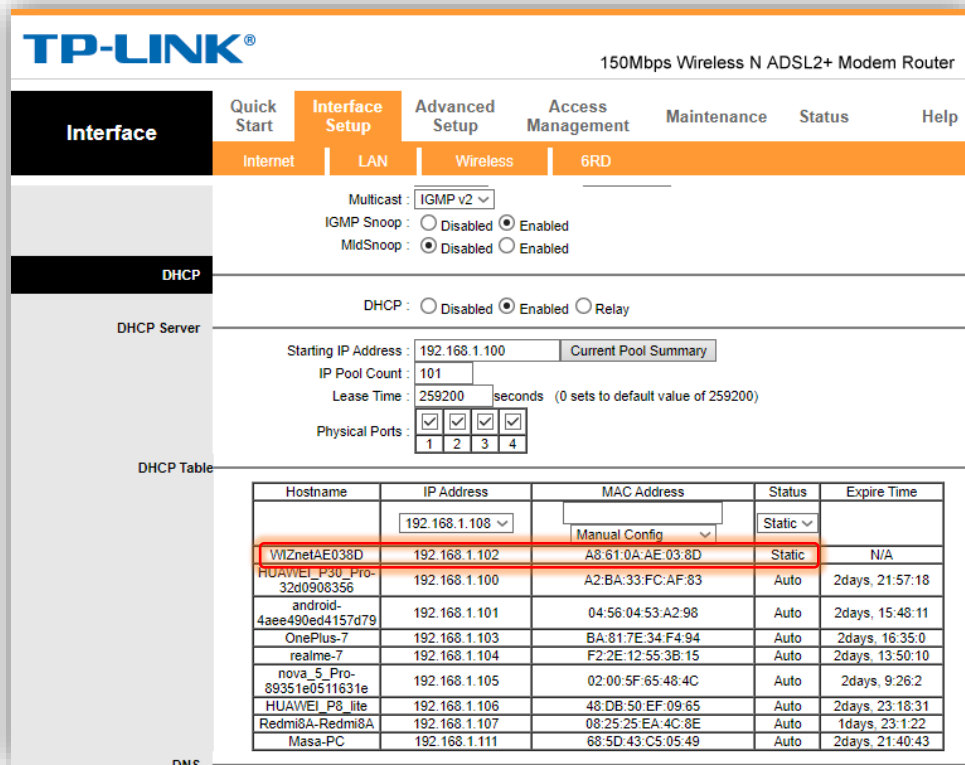 TP-LINK®
150Mbps Wireless N ADSL2+ Modem Router
Interface
Quick Start Interface Setup Advanced Setup Access Management Maintenance Status Help
Internet LAN Wireless 6RD
Multicast : IGMP v2
IGMP Snoop : Disabled Enabled
MldSnoop : Disabled Enabled
DHCP
DHCP : Disabled Enabled Relay
DHCP Server
Starting IP Address : 192.168.1.100 Current Pool Summary
IP Pool Count : 101
Lease Time : 259200 seconds (0 sets to default value of 259200)
Physical Ports :
1 2 3 4
DHCP Table
Hostname IP Address MAC Address Status Expire Time
192.168.1.108 Manual Config Static
WIZnetAE038D 192.168.1.102 A8:61:0A:AE:03:8D Static N/A
HUAWEI_P30_Pro-32d0908356 192.168.1.100 A2:BA:33:FC:AF:83 Auto 2days, 21:57:18
android-4aee490ed4157d79 192.168.1.101 04:56:04:53:A2:98 Auto 2days, 15:48:11
OnePlus-7 192.168.1.103 BA:81:7E:34:F4:94 Auto 2days, 16:35:0
realme-7 192.168.1.104 F2:2E:12:55:3B:15 Auto 2days, 13:50:10
nova_5_Pro-89351e0511631e 192.168.1.105 02:00:5F:65:48:4C Auto 2days, 9:26:2
HUAWEI_P8_lite 192.168.1.106 48:DB:50:EF:09:65 Auto 2days, 23:18:31
Redmi8A-Redmi8A 192.168.1.107 08:25:25:EA:4C:8E Auto 1days, 23:1:22
Masa-PC 192.168.1.111 68:5D:43:C5:05:49 Auto 2days, 21:40:43
DNS